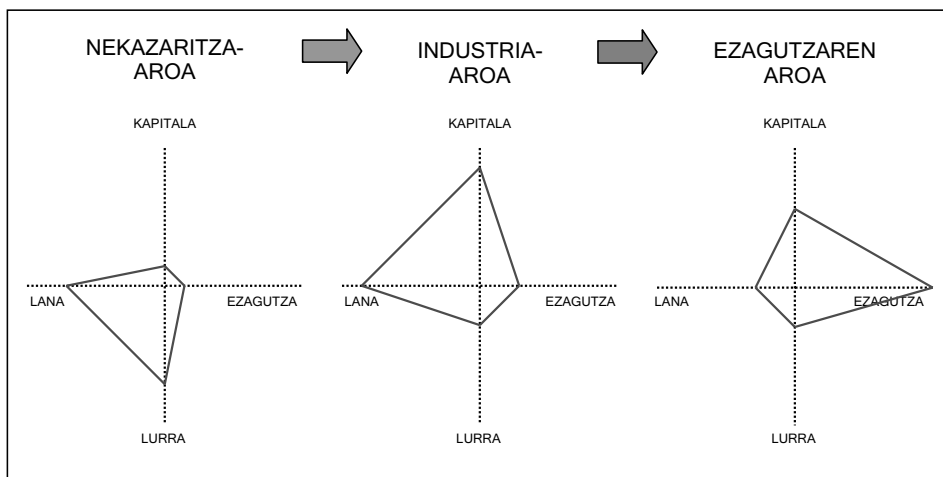 NEKAZARITZA-
AROA
INDUSTRIA-
AROA
EZAGUTZAREN
AROA
KAPITALA
LANA
EZAGUTZA
LURRA
KAPITALA
LANA
EZAGUTZA
LURRA
KAPITALA
LANA
EZAGUTZA
LURRA